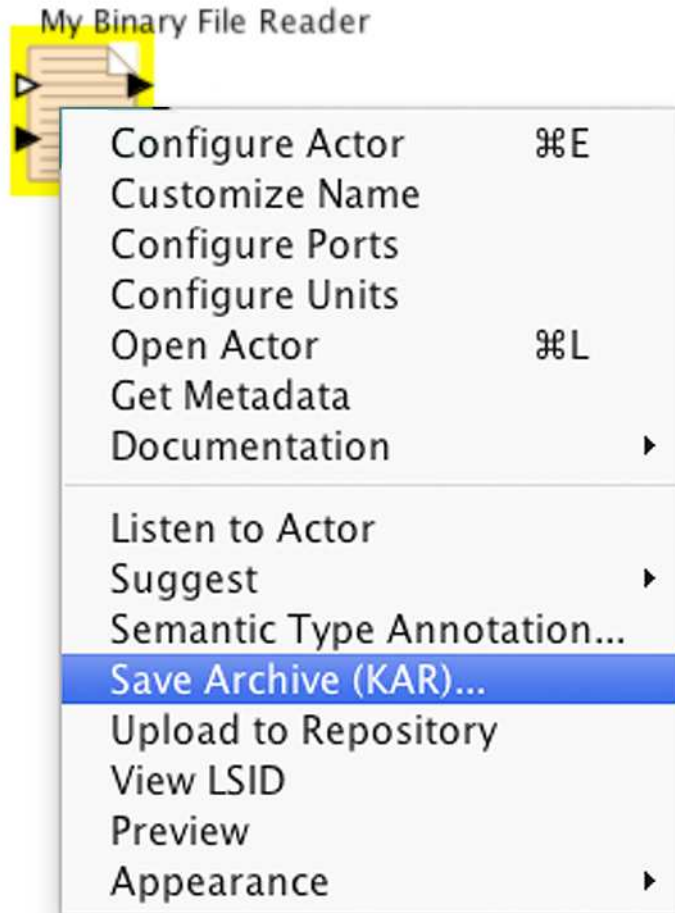 My Binary File Reader
Configure Actor ⌘E
Customize Name
Configure Ports
Configure Units
Open Actor ⌘L
Get Metadata
Documentation
Listen to Actor
Suggest
Semantic Type Annotation...
Save Archive (KAR)...
Upload to Repository
View LSID
Preview
Appearance